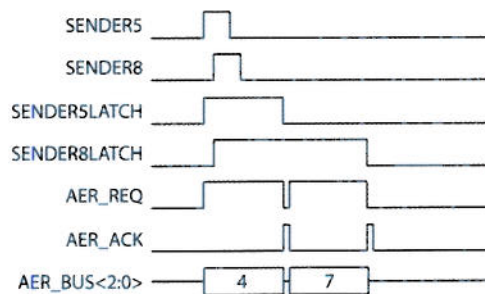 SENDER5
SENDER8
SENDER5LATCH
SENDER8LATCH
AER_REQ
AER_ACK
AER_BUS<2:0> 4 7